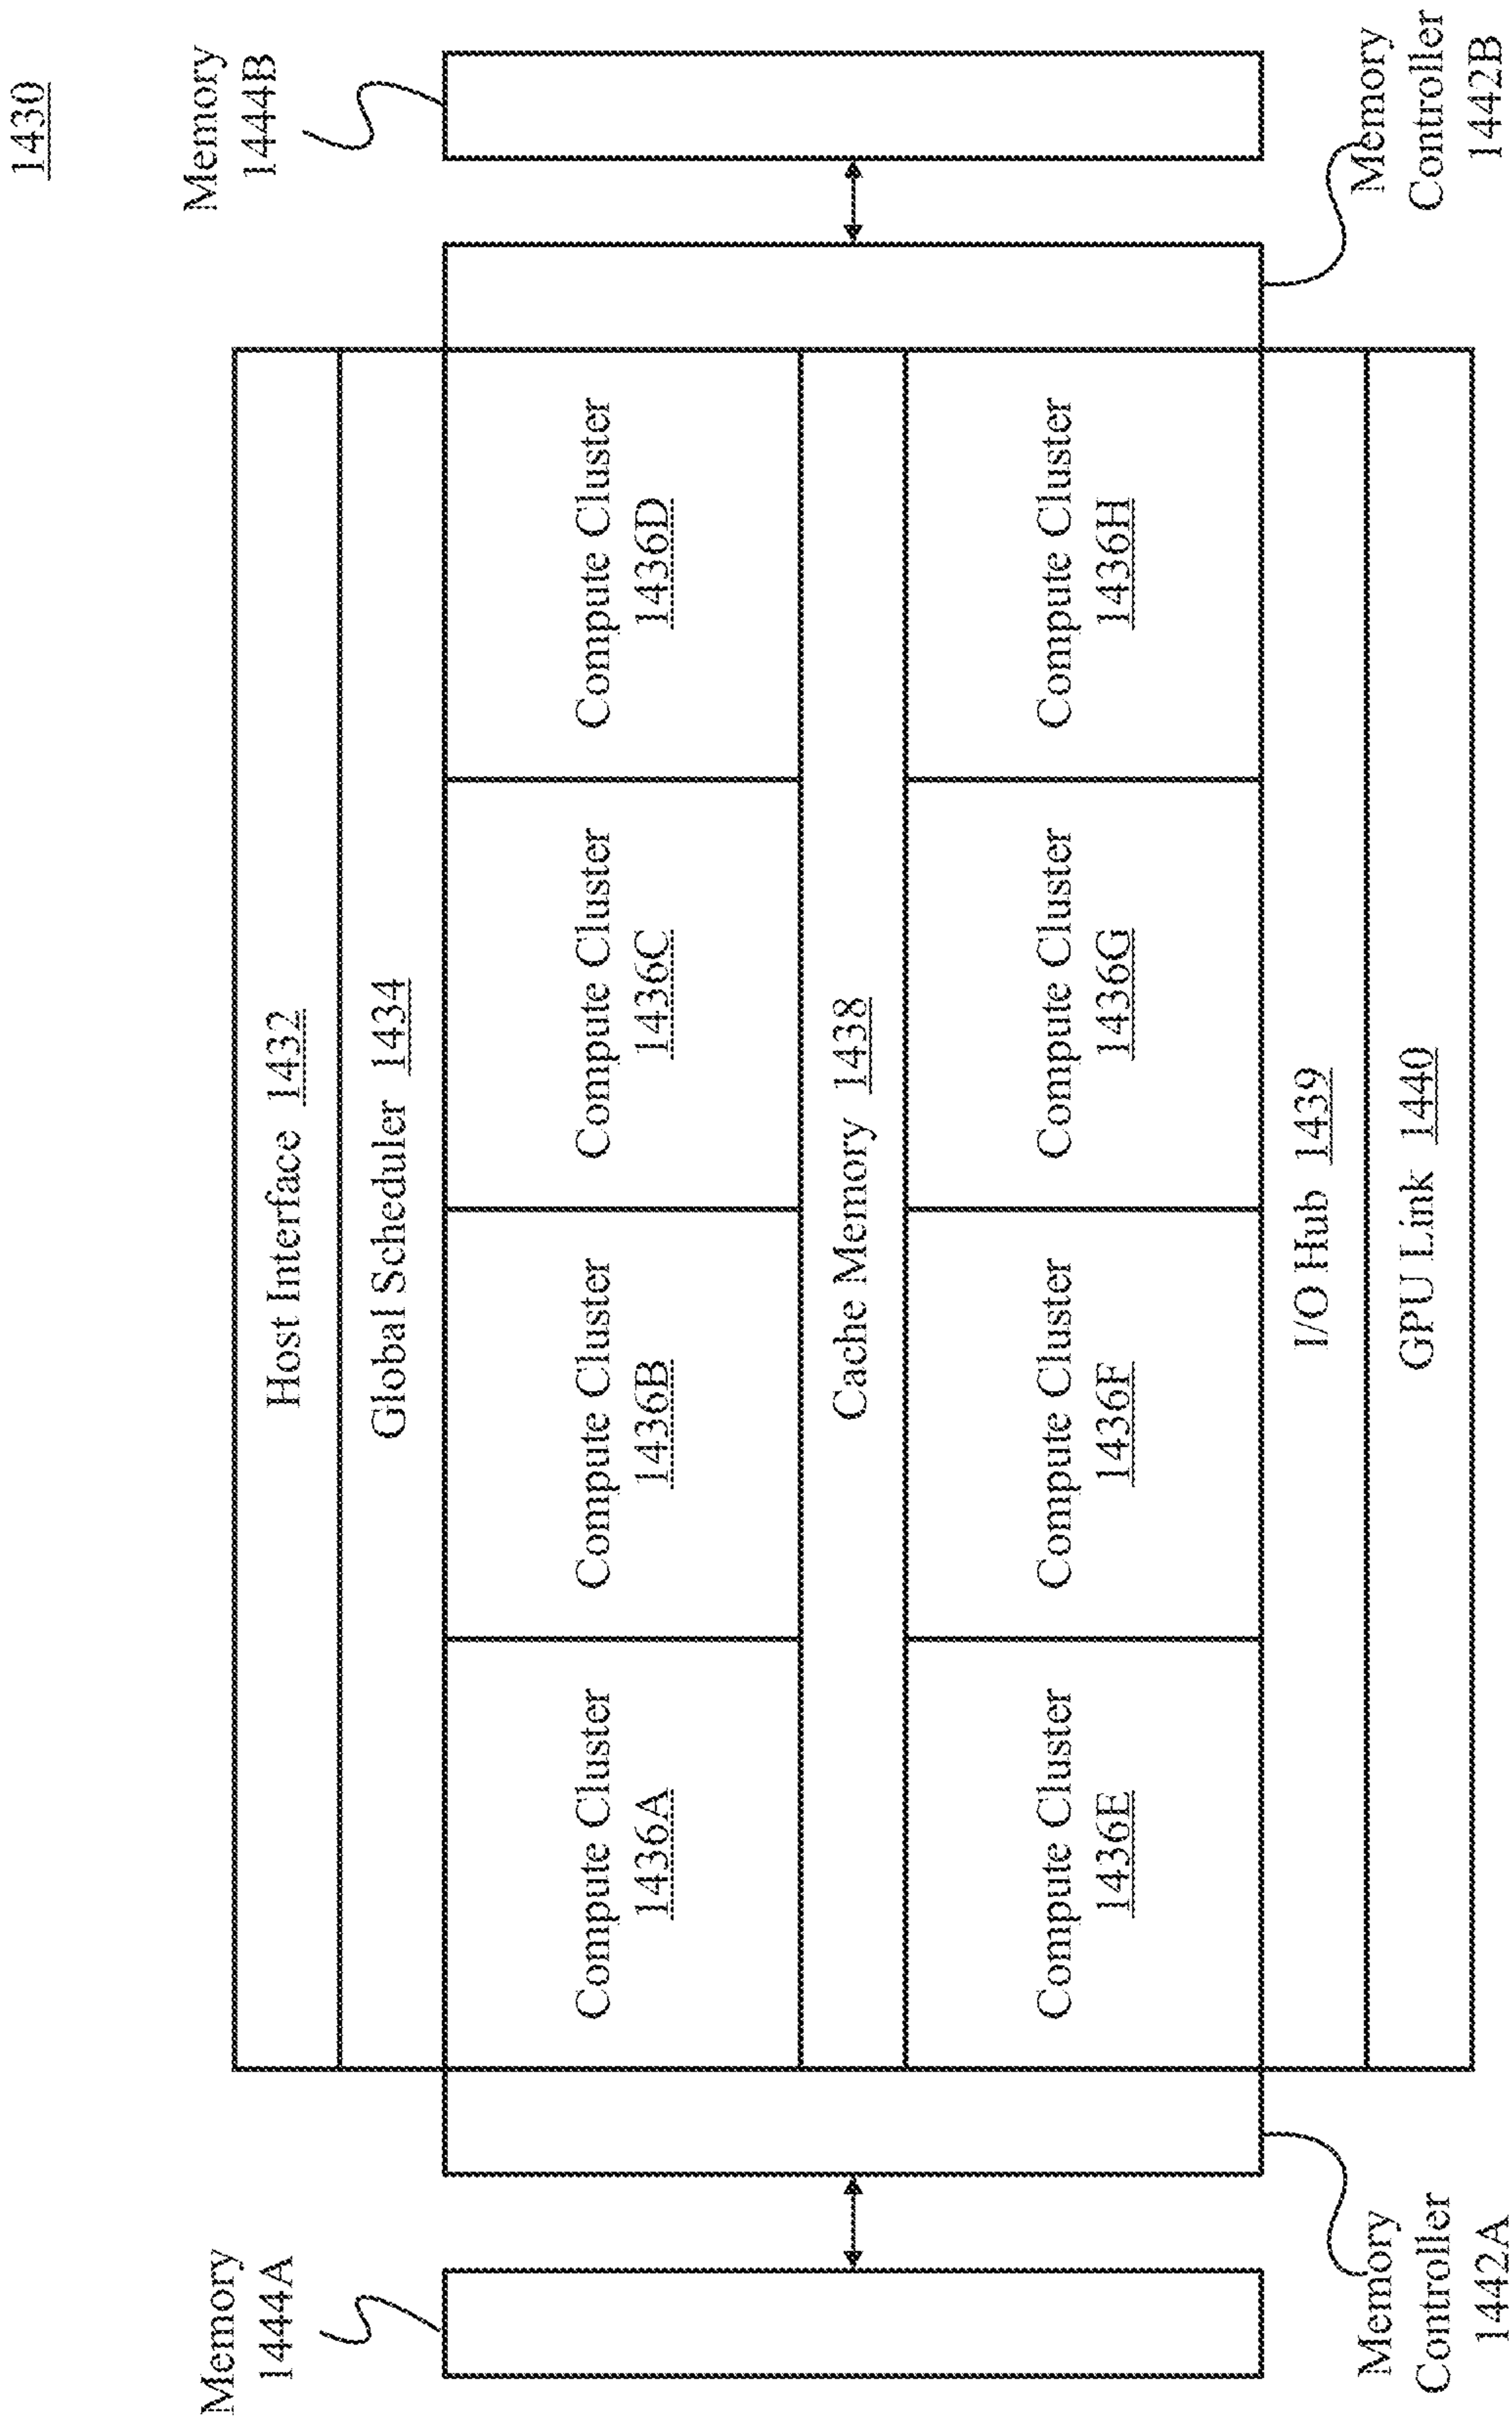 1430
Memory
1444B
Memory
Controller
1442B
Host Interface 1432
Global Scheduler 1434
Compute Cluster
1436A
Compute Cluster
1436B
Compute Cluster
1436C
Compute Cluster
1436D
Cache Memory 1438
Compute Cluster
1436E
Compute Cluster
1436F
Compute Cluster
1436G
Compute Cluster
1436H
I/O Hub 1439
GPU Link 1440
Memory
1444A
Memory
Controller
1442A